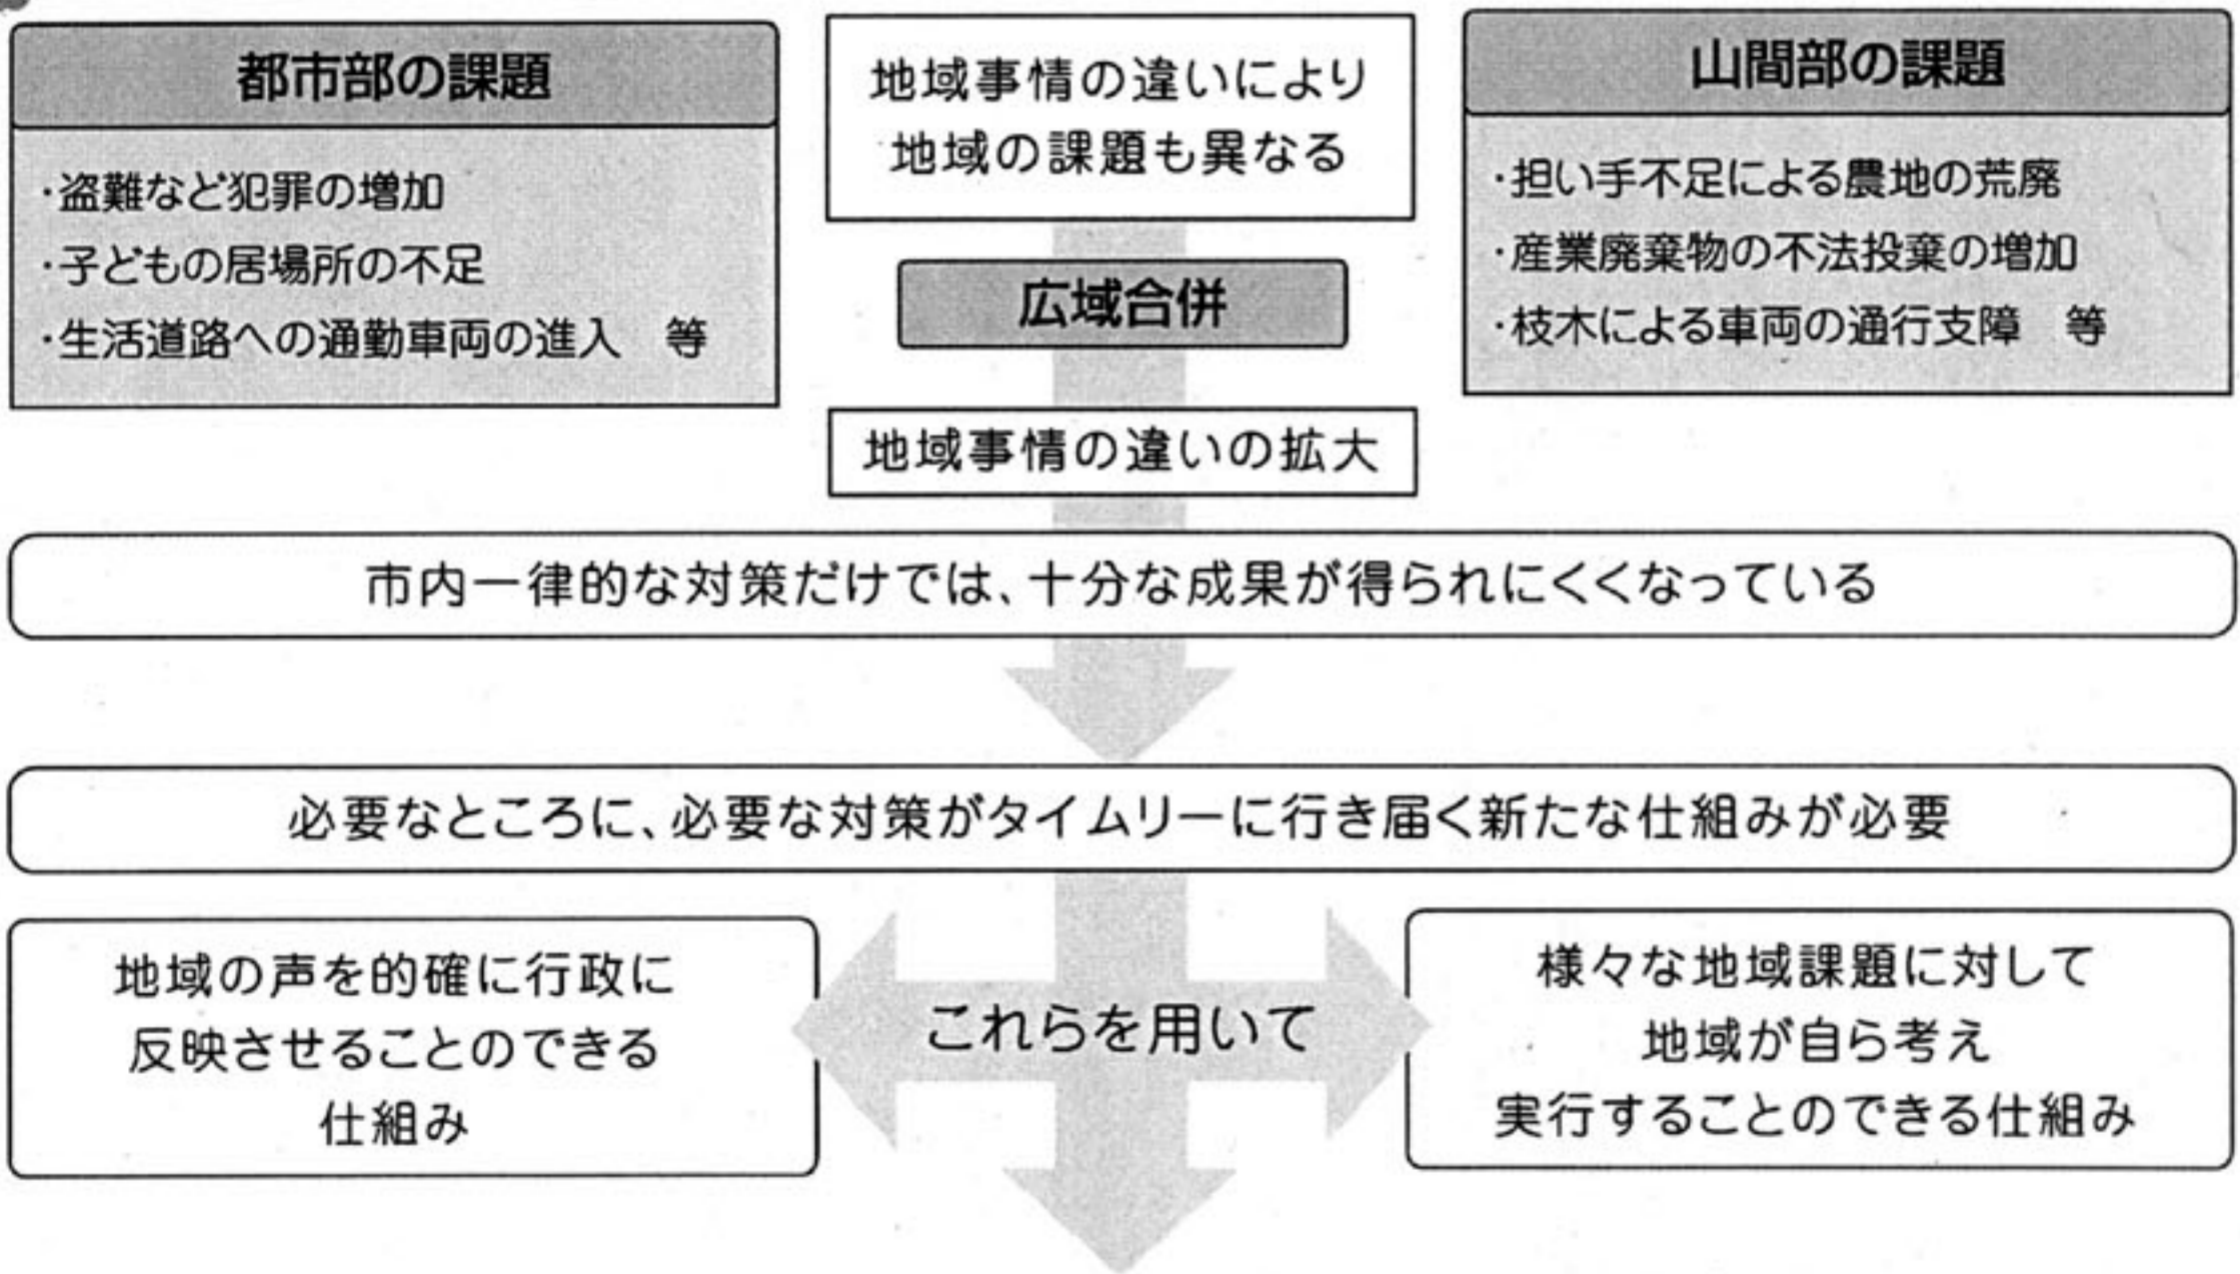 都市部の課題
・盗難など犯罪の増加
・子どもの居場所の不足
・生活道路への通勤車両の進入　等
地域事情の違いにより
地域の課題も異なる
広域合併
地域事情の違いの拡大
山間部の課題
・担い手不足による農地の荒廃
・産業廃棄物の不法投棄の増加
・枝木による車両の通行支障　等
市内一律的な対策だけでは、十分な成果が得られにくくなっている
必要なところに、必要な対策がタイムリーに行き届く新たな仕組みが必要
地域の声を的確に行政に
反映させることのできる
仕組み
これらを用いて
様々な地域課題に対して
地域が自ら考え
実行することのできる仕組み